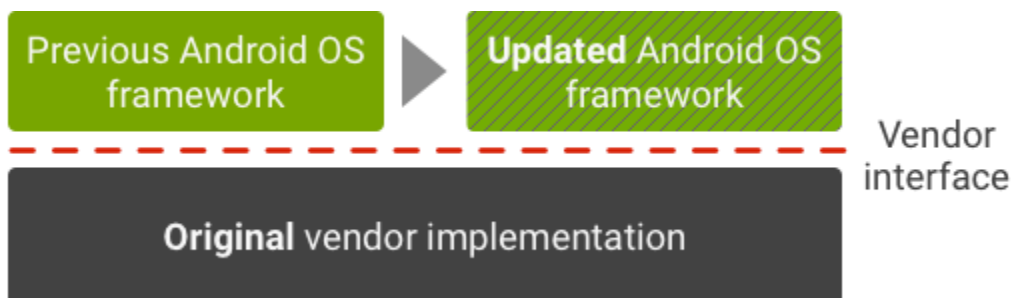 Previous Android OS
framework
Updated Android OS
framework
Vendor
interface
Original vendor implementation